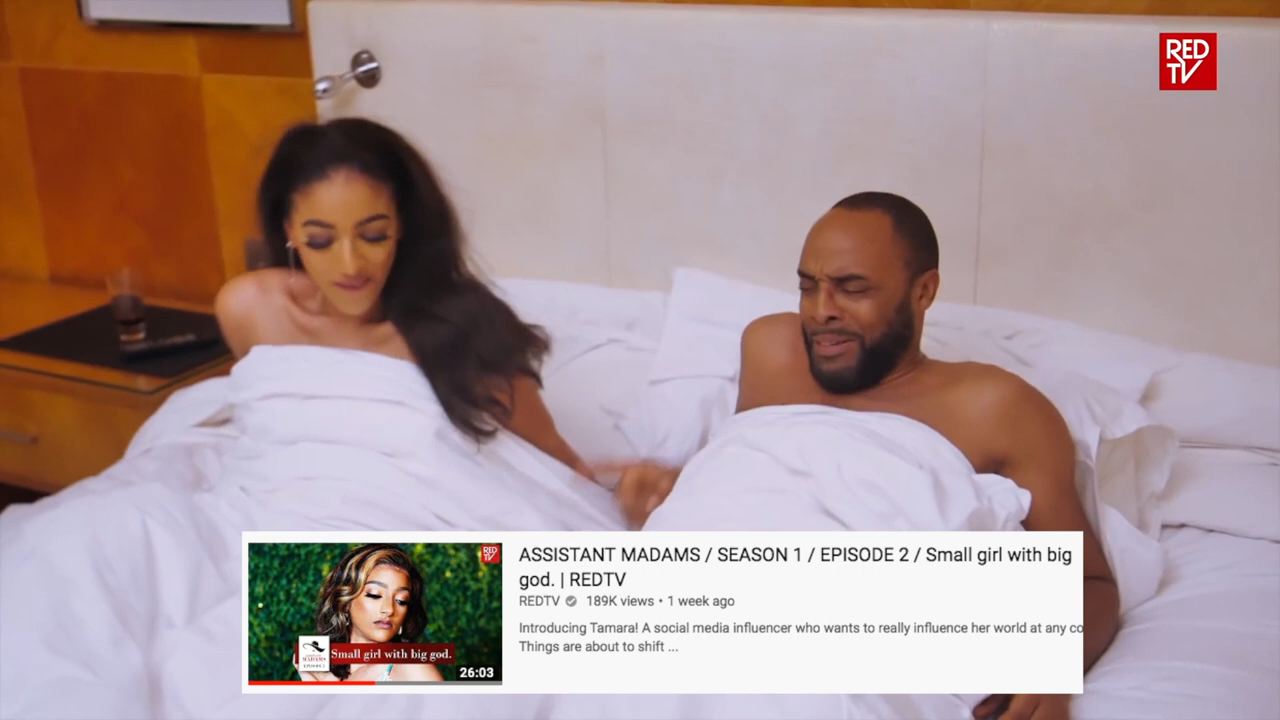 RED
TV
ASSISTANT MADAMS / SEASON 1 / EPISODE 2 / Small girl with big
god. | REDTV
REDTV 189K views • 1 week ago
Introducing Tamara! A social media influencer who wants to really influence her world at any co
Things are about to shift ...
RED
TV
MADAMS
Small girl with big god.
26:03